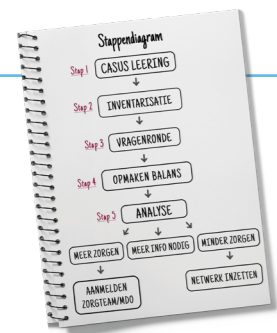 Stappendiagram
Stap 1 CASUS LEERING
Stap 2 INVENTARISATIE
Stap 3 VRAGENRONDE
Stap 4 OPMAKEN BALANS
Stap 5 ANALYSE
MEER ZORGEN MEER INFO NODIG MINDER ZORGEN
AANMELDEN
ZORGTEAM/MDO
NETWERK INZETTEN